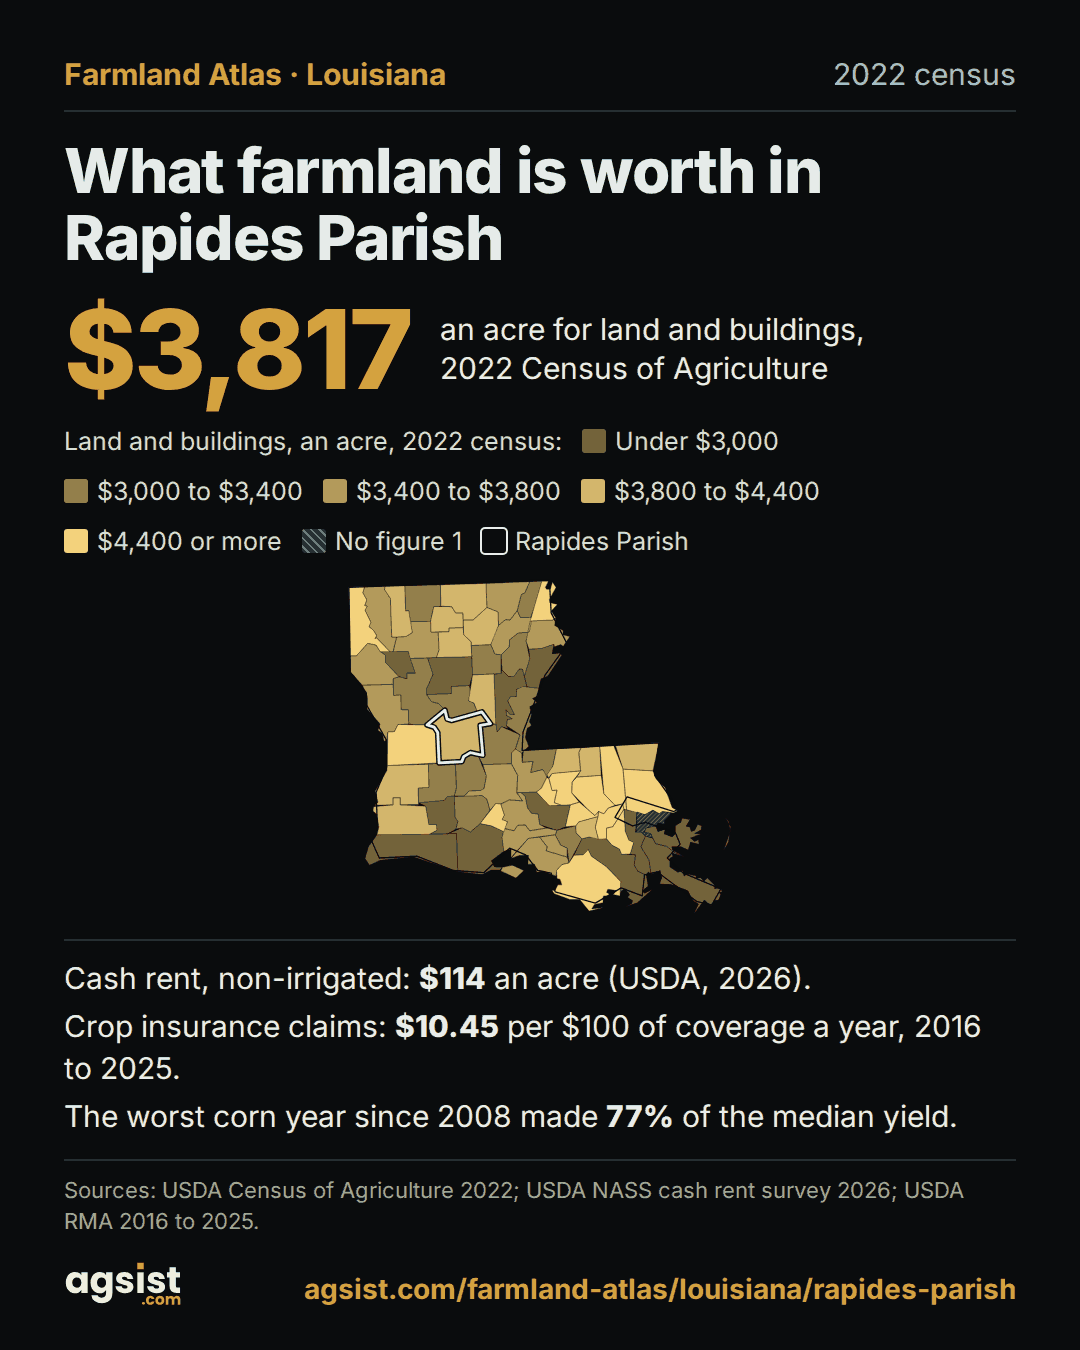 Farmland Atlas · Louisiana
2022 census
What farmland is worth in
Rapides Parish
$3,817
an acre for land and buildings,
2022 Census of Agriculture
Land and buildings, an acre, 2022 census: Under $3,000
$3,000 to $3,400 $3,400 to $3,800 $3,800 to $4,400
$4,400 or more No figure 1 Rapides Parish
Cash rent, non-irrigated: $114 an acre (USDA, 2026).
Crop insurance claims: $10.45 per $100 of coverage a year, 2016
to 2025.
The worst corn year since 2008 made 77% of the median yield.
Sources: USDA Census of Agriculture 2022; USDA NASS cash rent survey 2026; USDA
RMA 2016 to 2025.
agsist
.com
agsist.com/farmland-atlas/louisiana/rapides-parish